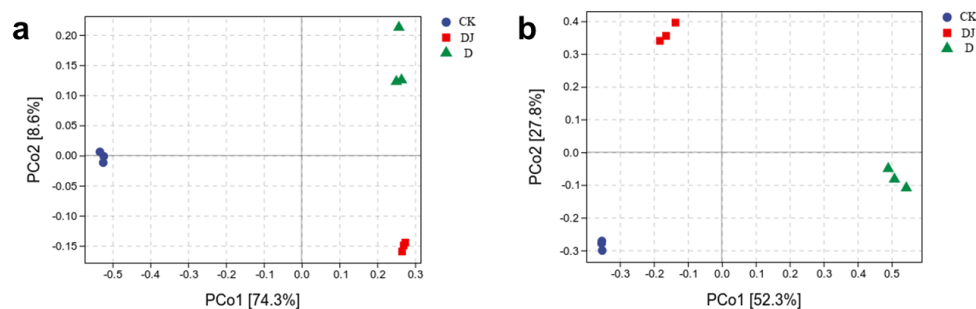 a
CK
DJ
D
0.20
0.15
0.10
0.05
0.00
-0.05
-0.10
-0.15
PCo2 [8.6%]
-0.5 -0.4 -0.3 -0.2 -0.1 0.0 0.1 0.2 0.3
PCo1 [74.3%]
b
CK
DJ
D
0.4
0.3
0.2
0.1
0.0
-0.1
-0.2
-0.3
PCo2 [27.8%]
-0.3 -0.2 -0.1 0.0 0.1 0.2 0.3 0.4 0.5
PCo1 [52.3%]